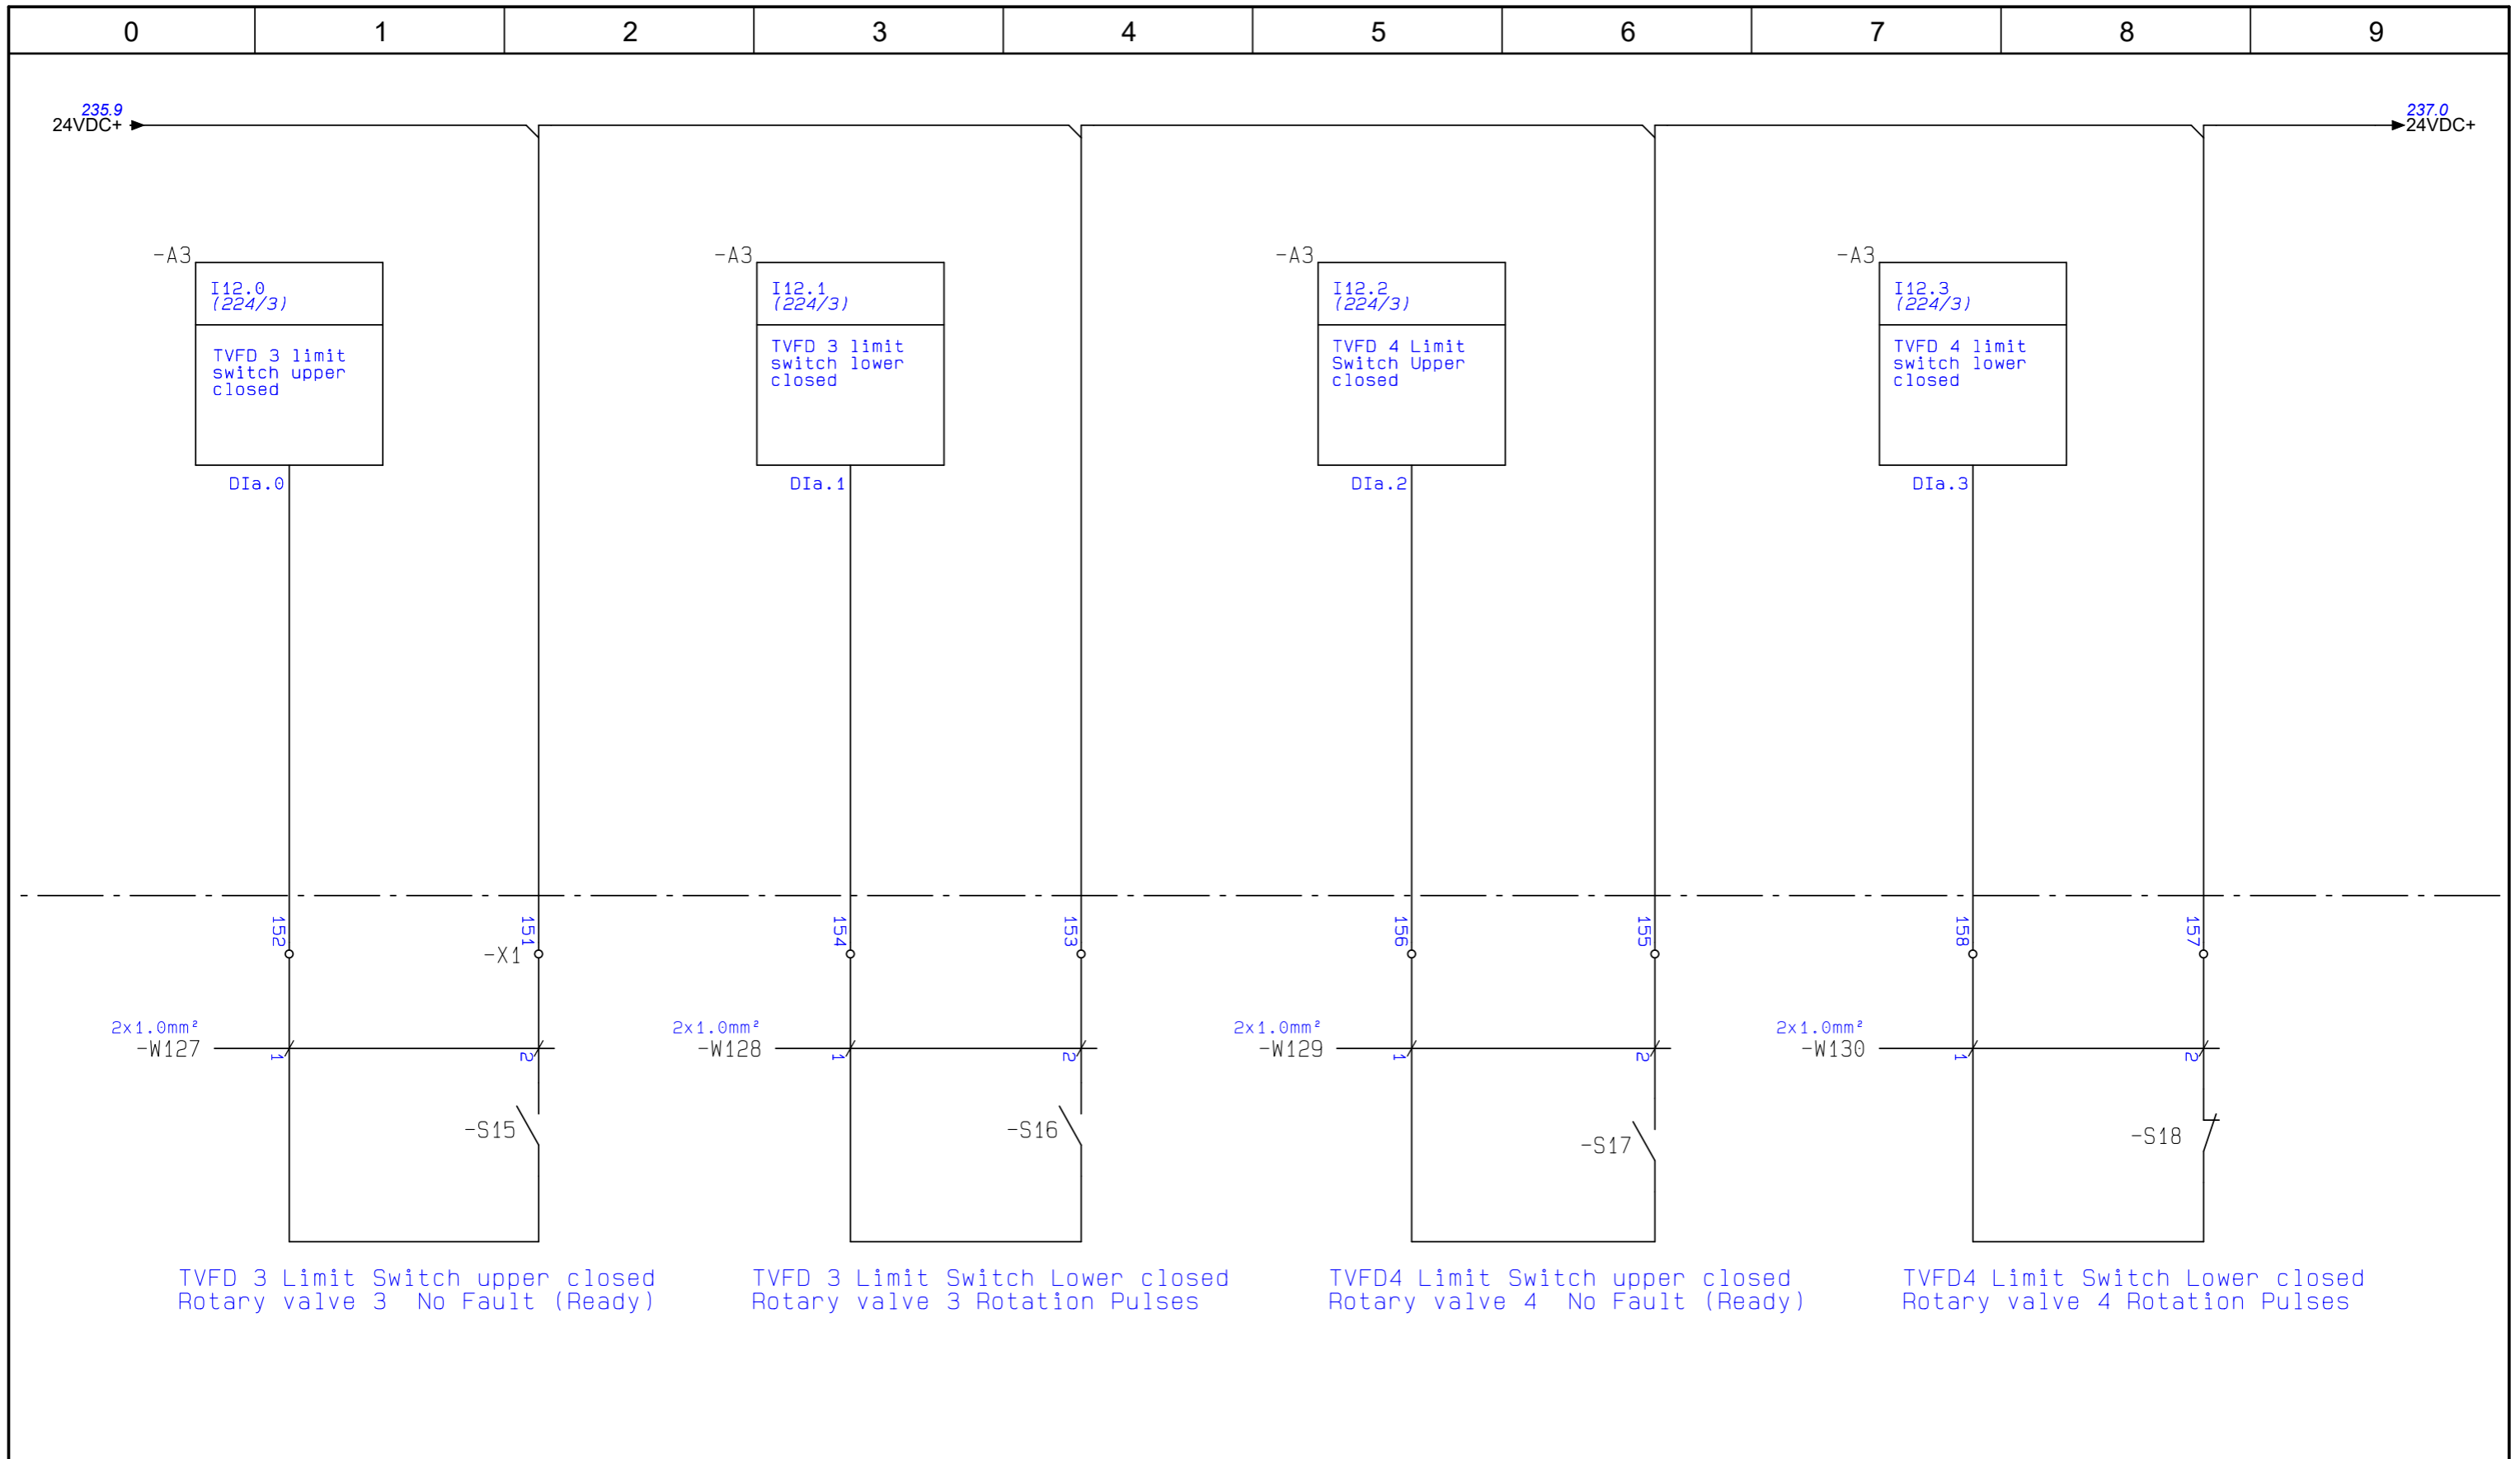 0 1 2 3 4 5 6 7 8 9
235.9
24VDC+
237.0
24VDC+
-A3
I12.0
(224/3)
TVFD 3 limit
switch upper
closed
DIa.0
-A3
I12.1
(224/3)
TVFD 3 limit
switch lower
closed
DIa.1
-A3
I12.2
(224/3)
TVFD 4 Limit
Switch Upper
closed
DIa.2
-A3
I12.3
(224/3)
TVFD 4 limit
switch lower
closed
DIa.3
152
151
154
153
156
155
158
157
-X1
2x1.0mm²
-W127
1
2
2x1.0mm²
-W128
1
2
2x1.0mm²
-W129
1
2
2x1.0mm²
-W130
1
2
-S15
-S16
-S17
-S18
TVFD 3 Limit Switch upper closed
Rotary valve 3  No Fault (Ready)
TVFD 3 Limit Switch Lower closed
Rotary valve 3 Rotation Pulses
TVFD4 Limit Switch upper closed
Rotary valve 4  No Fault (Ready)
TVFD4 Limit Switch Lower closed
Rotary valve 4 Rotation Pulses